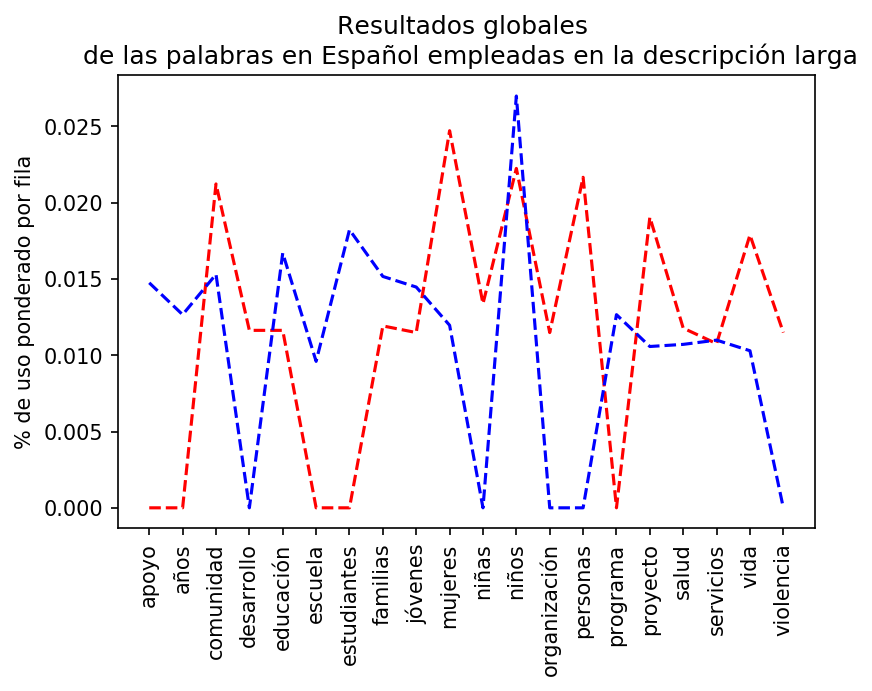 Resultados globales
de las palabras en Español empleadas en la descripción larga
% de uso ponderado por fila
0.025
0.020
0.015
0.010
0.005
0.000
apoyo
años
comunidad
desarrollo
educación
escuela
estudiantes
familias
jóvenes
mujeres
niñas
niños
organización
personas
programa
proyecto
salud
servicios
vida
violencia